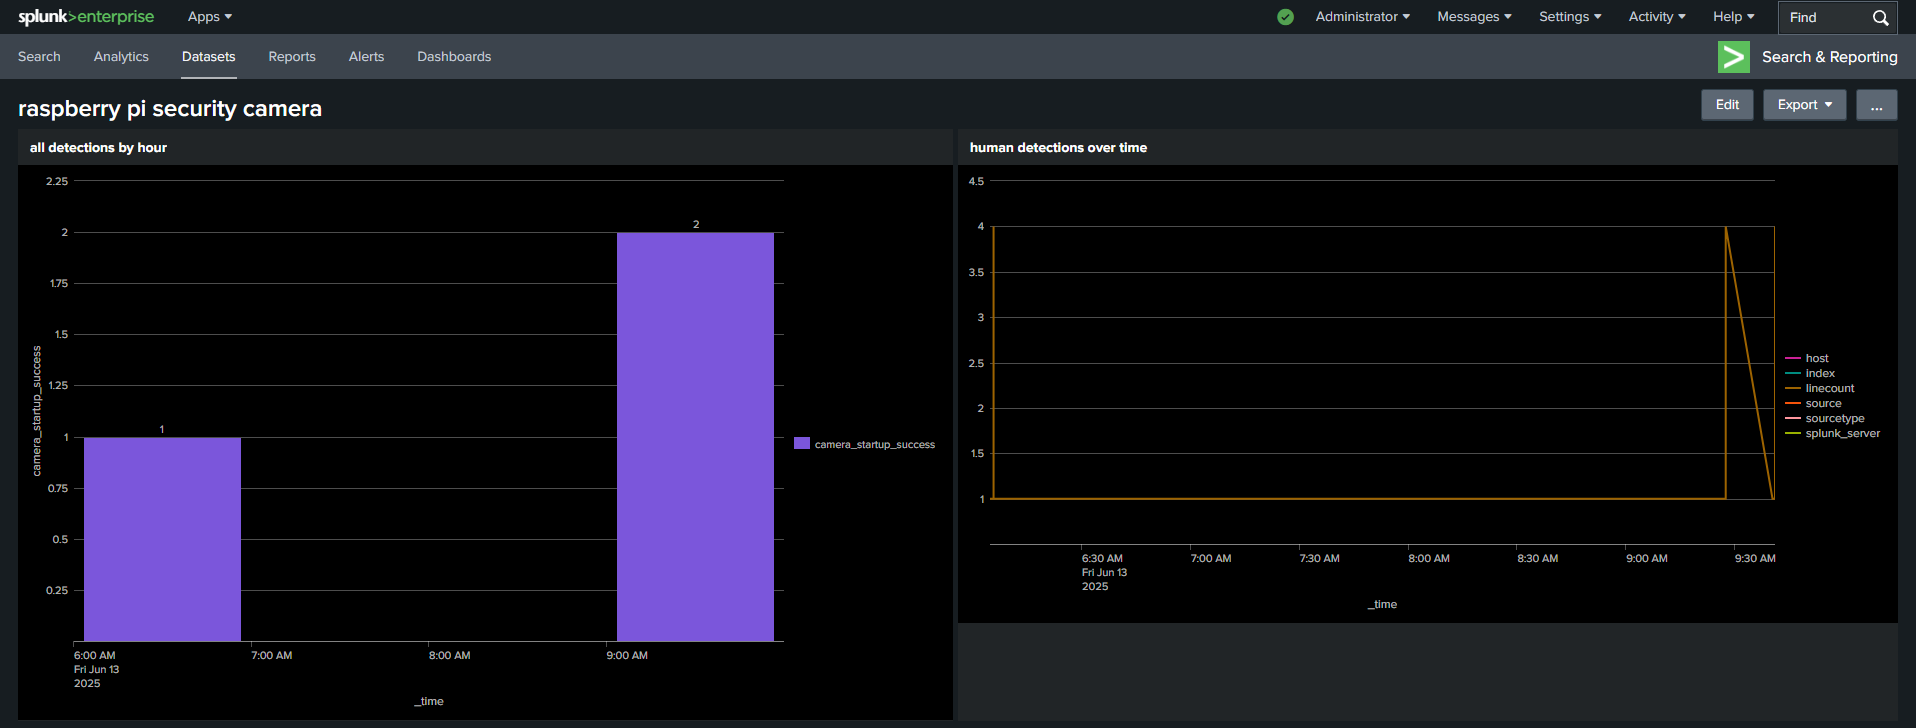 splunk>enterprise Apps Administrator Messages Settings Activity Help Find
Search Analytics Datasets Reports Alerts Dashboards Search & Reporting
raspberry pi security camera Edit Export ...
all detections by hour
2.25
2
1.75
1.5
1.25
1
0.75
0.5
0.25
camera_startup_success
1
2
6:00 AM 7:00 AM 8:00 AM 9:00 AM
Fri Jun 13
2025
_time
camera_startup_success
human detections over time
4.5
4
3.5
3
2.5
2
1.5
1
6:30 AM 7:00 AM 7:30 AM 8:00 AM 8:30 AM 9:00 AM 9:30 AM
Fri Jun 13
2025
_time
host
index
linecount
source
sourcetype
splunk_server